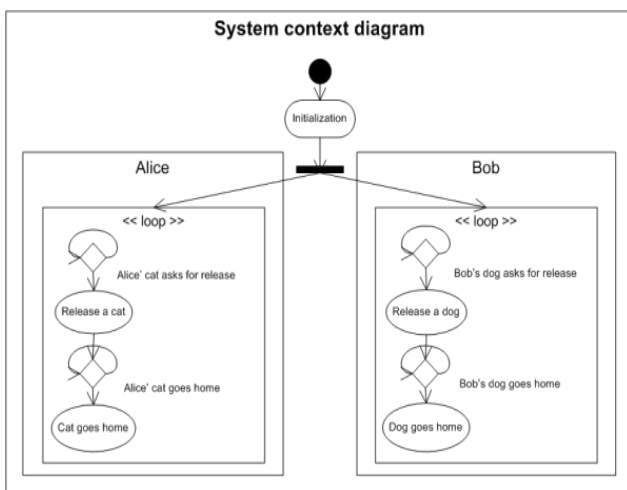 System context diagram
Initialization
Alice
<< loop >>
Alice' cat asks for release
Release a cat
Alice' cat goes home
Cat goes home
Bob
<< loop >>
Bob's dog asks for release
Release a dog
Bob's dog goes home
Dog goes home